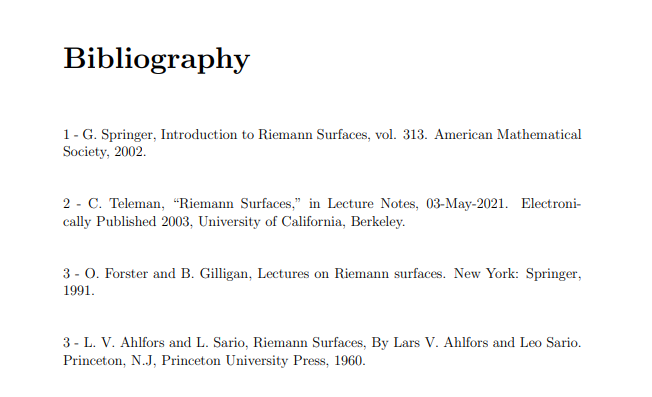 Bibliography
1 - G. Springer, Introduction to Riemann Surfaces, vol. 313. American Mathematical
Society, 2002.
2 - C. Teleman, “Riemann Surfaces,” in Lecture Notes, 03-May-2021. Electroni-
cally Published 2003, University of California, Berkeley.
3 - O. Forster and B. Gilligan, Lectures on Riemann surfaces. New York: Springer,
1991.
3 - L. V. Ahlfors and L. Sario, Riemann Surfaces, By Lars V. Ahlfors and Leo Sario.
Princeton, N.J, Princeton University Press, 1960.